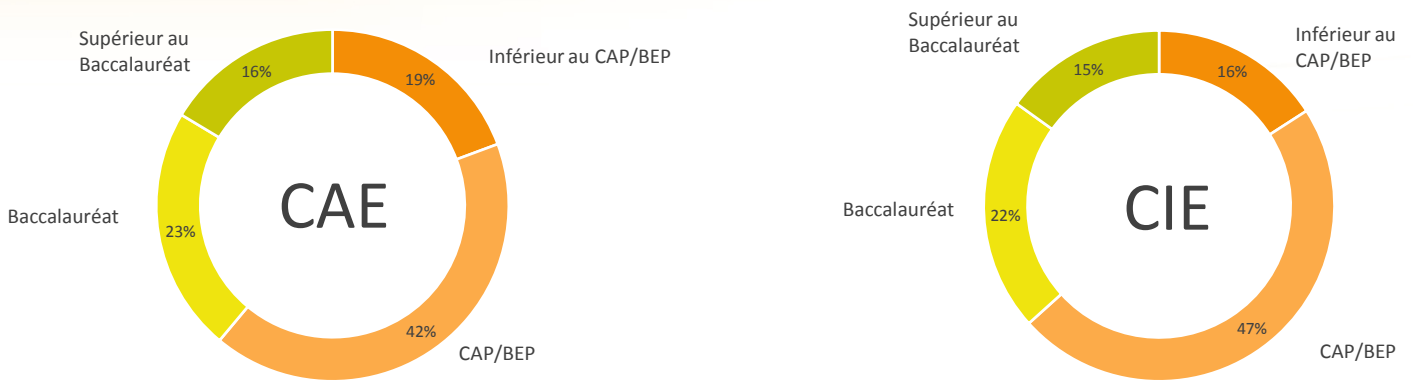 Supérieur au
Baccalauréat
16%
19%
Inférieur au CAP/BEP
Baccalauréat
23%
CAE
42%
CAP/BEP
Supérieur au
Baccalauréat
15%
16%
Inférieur au
CAP/BEP
Baccalauréat
22%
CIE
47%
CAP/BEP